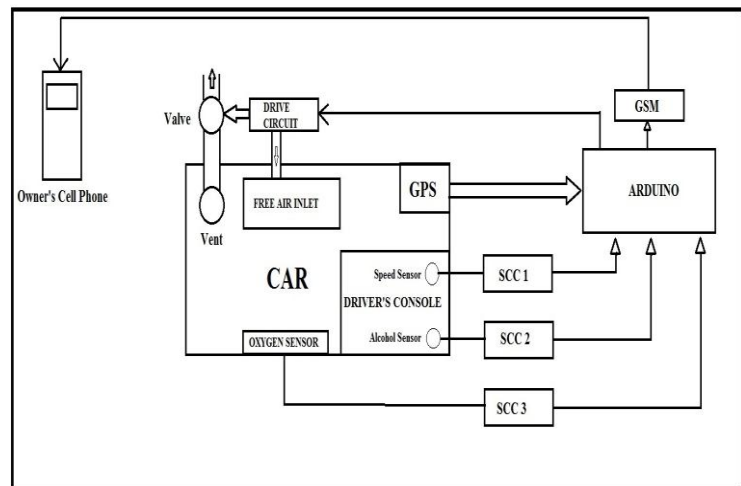 GSM
Valve
DRIVE
CIRCUIT
Owner's Cell Phone
GPS
ARDUINO
FREE AIR INLET
Vent
CAR
Speed Sensor
SCC 1
DRIVER'S CONSOLE
Alcohol Sensor
SCC 2
OXYGEN SENSOR
SCC 3